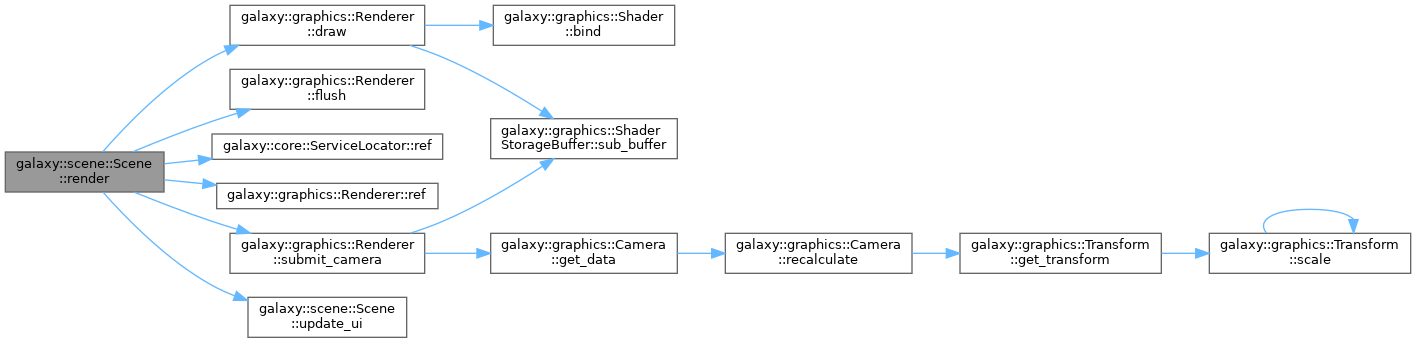 galaxy::scene::Scene
::render
galaxy::graphics::Renderer
::draw
galaxy::graphics::Renderer
::flush
galaxy::core::ServiceLocator::ref
galaxy::graphics::Renderer::ref
galaxy::graphics::Renderer
::submit_camera
galaxy::scene::Scene
::update_ui
galaxy::graphics::Shader
::bind
galaxy::graphics::Shader
StorageBuffer::sub_buffer
galaxy::graphics::Camera
::get_data
galaxy::graphics::Camera
::recalculate
galaxy::graphics::Transform
::get_transform
galaxy::graphics::Transform
::scale